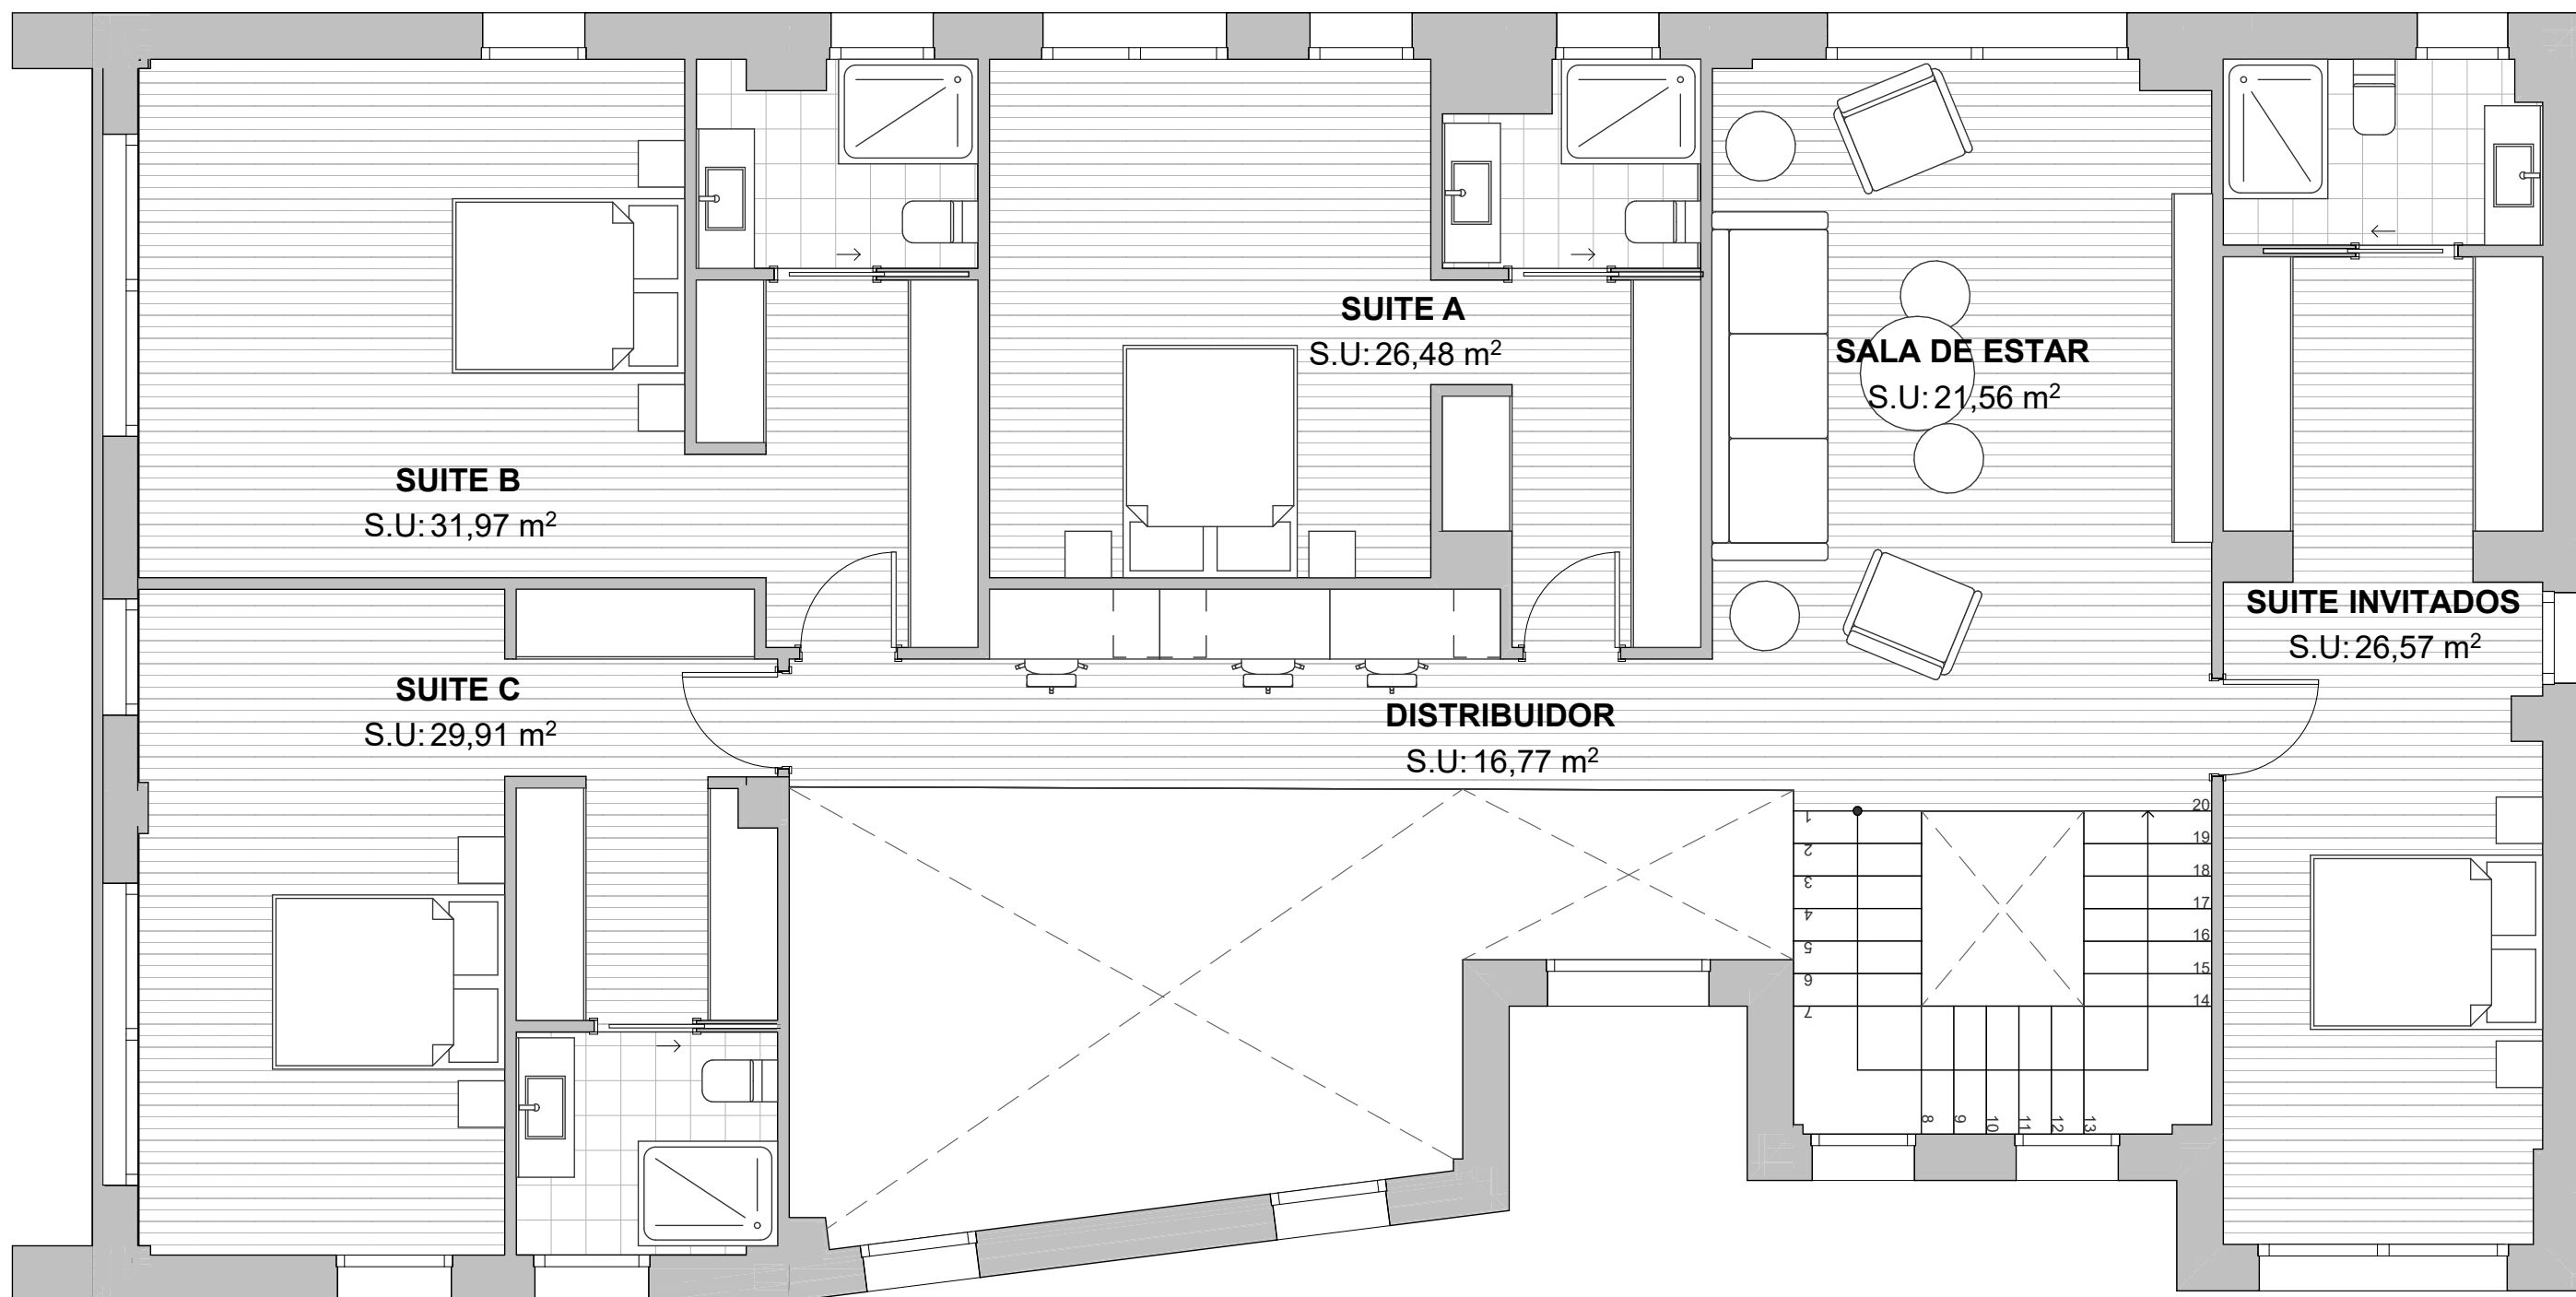 SUITE A
S.U: 26,48 m²
SALA DE ESTAR
S.U: 21,56 m²
SUITE B
S.U: 31,97 m²
SUITE INVITADOS
S.U: 26,57 m²
SUITE C
S.U: 29,91 m²
DISTRIBUIDOR
S.U: 16,77 m²
1
2
3
4
5
6
7
8
9
10
11
12
13
14
15
16
17
18
19
20